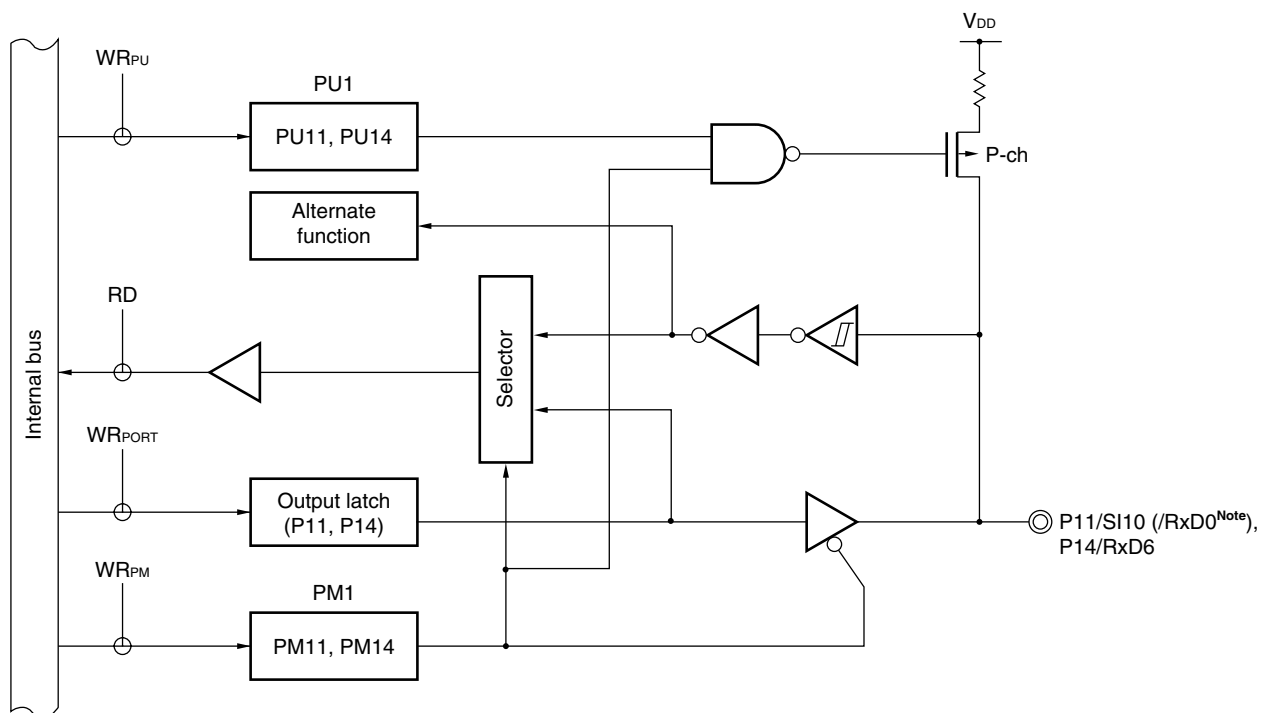 VDD
WRPU
PU1
PU11, PU14
P-ch
Alternate
function
RD
Selector
Internal bus
WRPORT
Output latch
(P11, P14)
P11/SI10 (/RxD0Note),
P14/RxD6
WRPM
PM1
PM11, PM14